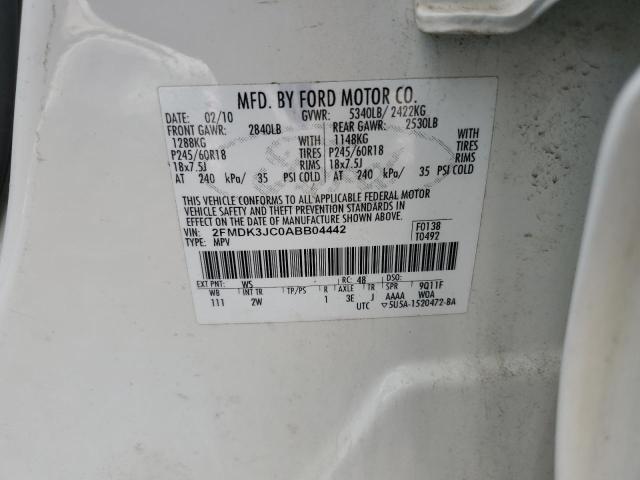 MFD. BY FORD MOTOR CO.
DATE: 02/10 GVWR: 5340LB/ 2422KG
FRONT GAWR: 2840LB REAR GAWR: 2530LB
1288KG WITH 1148KG WITH
P245/60R18 TIRES P245/60R18 TIRES
18x7.5J RIMS 18x7.5J RIMS
AT 240 kPa/ 35 PSI COLD AT 240 kPa/ 35 PSI COLD
THIS VEHICLE CONFORMS TO ALL APPLICABLE FEDERAL MOTOR
VEHICLE SAFETY AND THEFT PREVENTION STANDARDS IN
EFFECT ON THE DATE OF MANUFACTURE SHOWN ABOVE.
VIN: 2FMDK3JC0ABB04442 F0138
TYPE: MPV T0492
EXT PNT: WS RC: 48 DSO:
WB INT TR TP/PS R AXLE TR SPR 9Q11F
111 2W 1 3E J AAAA W0A
UTC ▽5U5A-1520472-BA